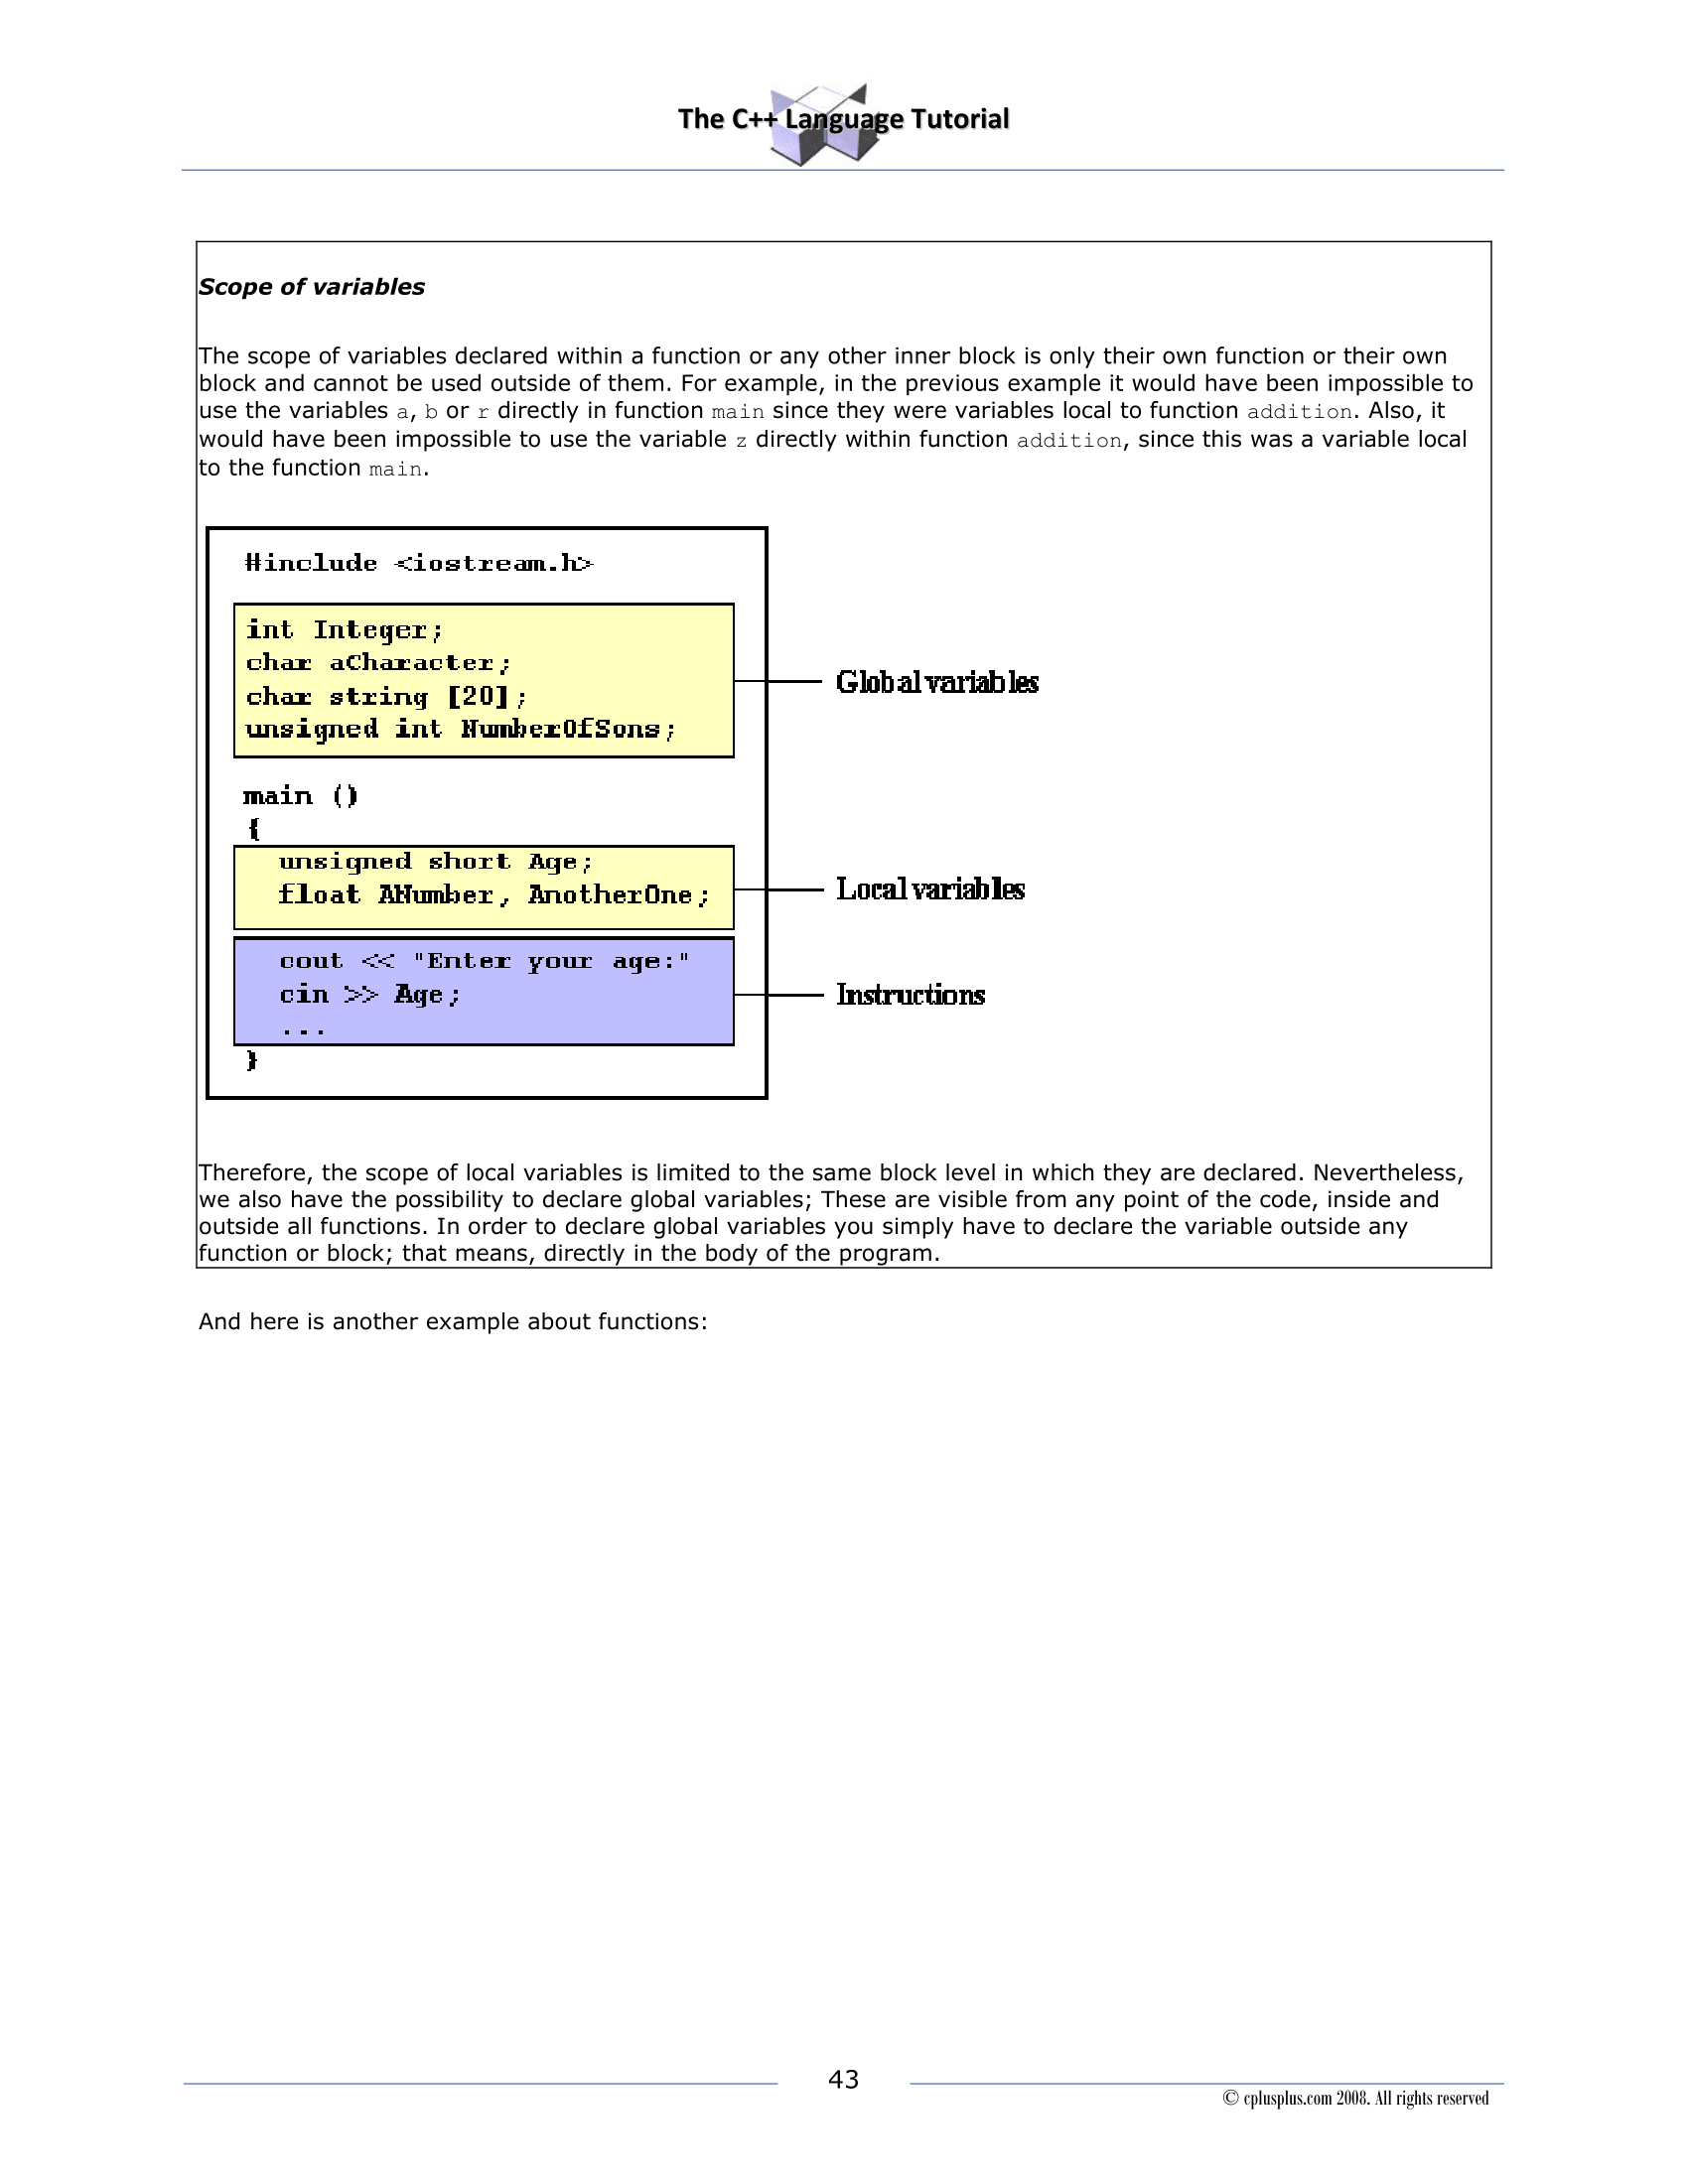 The C++ Language Tutorial
Scope of variables
The scope of variables declared within a function or any other inner block is only their own function or their own
block and cannot be used outside of them. For example, in the previous example it would have been impossible to
use the variables a, b or r directly in function main since they were variables local to function addition. Also, it
would have been impossible to use the variable z directly within function addition, since this was a variable local
to the function main.
#include <iostream.h>
int Integer;
char aCharacter;
char string [20];
unsigned int NumberOfSons;
Global variables
main ()
{
unsigned short Age;
float ANumber, AnotherOne;
Local variables
cout << "Enter your age:"
cin >> Age;
...
Instructions
}
Therefore, the scope of local variables is limited to the same block level in which they are declared. Nevertheless,
we also have the possibility to declare global variables; These are visible from any point of the code, inside and
outside all functions. In order to declare global variables you simply have to declare the variable outside any
function or block; that means, directly in the body of the program.
And here is another example about functions:
43
© cplusplus.com 2008. All rights reserved